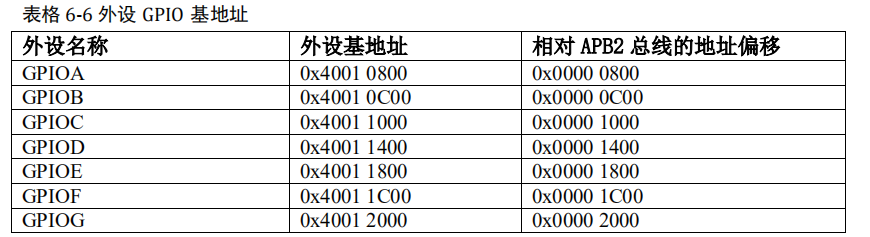 表格 6-6 外设 GPIO 基地址
外设名称 外设基地址 相对 APB2 总线的地址偏移
GPIOA 0x4001 0800 0x0000 0800
GPIOB 0x4001 0C00 0x0000 0C00
GPIOC 0x4001 1000 0x0000 1000
GPIOD 0x4001 1400 0x0000 1400
GPIOE 0x4001 1800 0x0000 1800
GPIOF 0x4001 1C00 0x0000 1C00
GPIOG 0x4001 2000 0x0000 2000